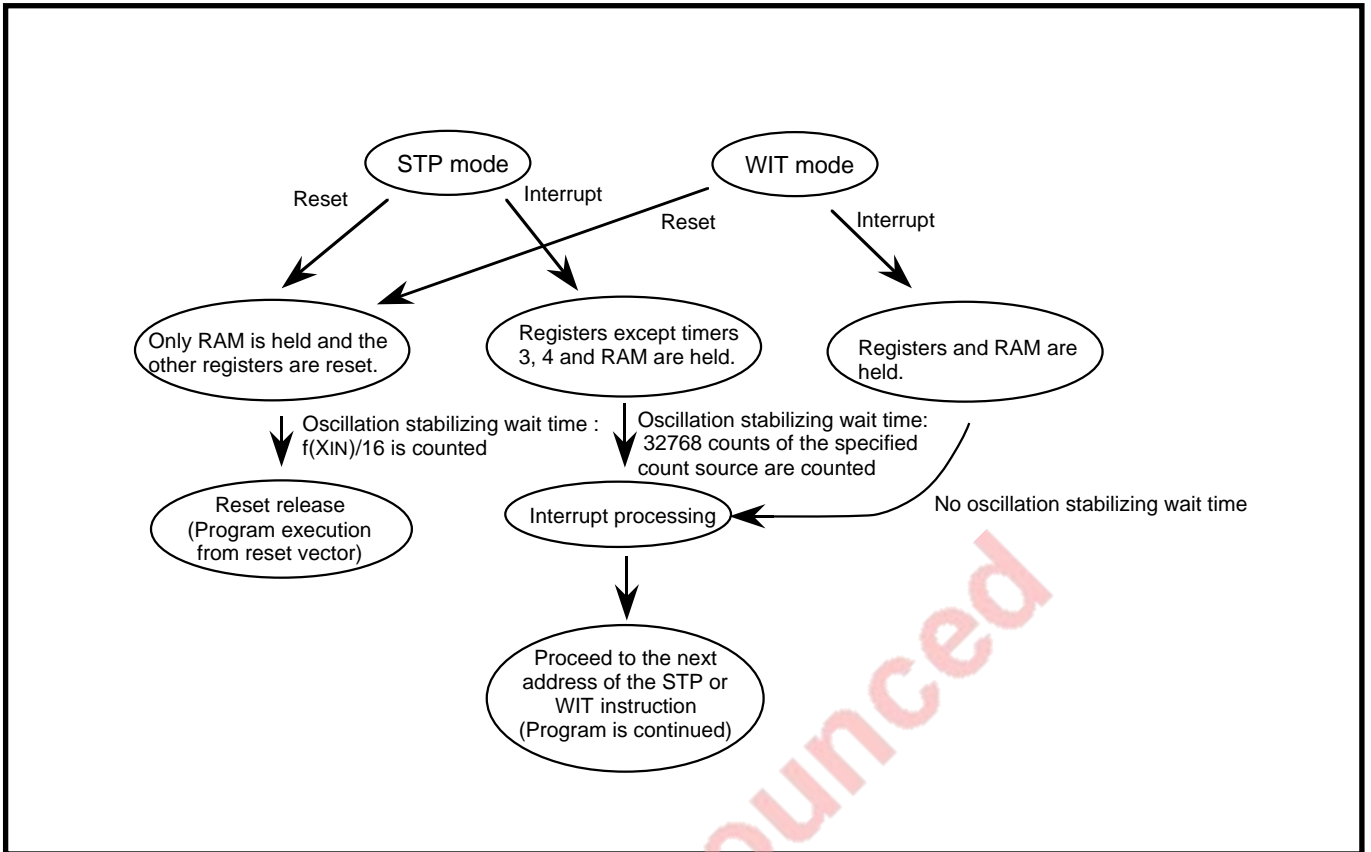 STP mode
WIT mode
Reset
Interrupt
Reset
Interrupt
Only RAM is held and the
other registers are reset.
Registers except timers
3, 4 and RAM are held.
Registers and RAM are
held.
Oscillation stabilizing wait time :
f(XIN)/16 is counted
Oscillation stabilizing wait time:
32768 counts of the specified
count source are counted
No oscillation stabilizing wait time
Reset release
(Program execution
from reset vector)
Interrupt processing
Proceed to the next
address of the STP or
WIT instruction
(Program is continued)
ounced